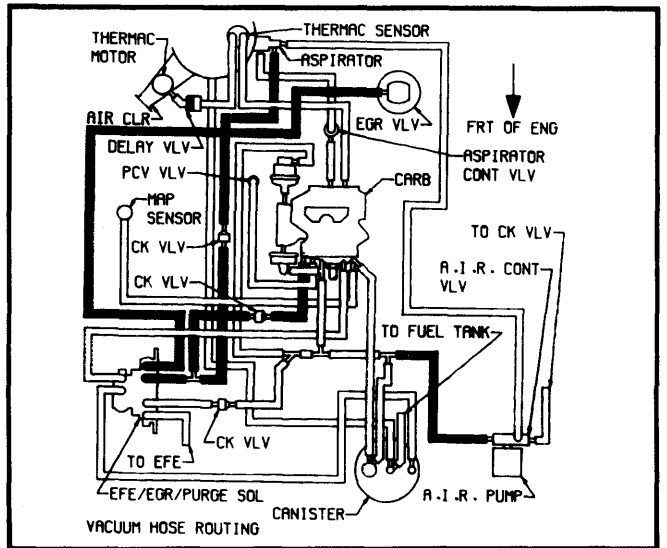 THERMAC SENSOR
THERMAC
MOTOR
ASPIRATOR
AIR CLR
DELAY VLV
EGR VLV
FRT OF ENG
ASPIRATOR
CONT VLV
PCV VLV
CARB
MAP
SENSOR
CK VLV
TO CK VLV
A.I.R. CONT
VLV
CK VLV
TO FUEL TANK
CK VLV
TO EFE
EFE/EGR/PURGE SOL
CANISTER
A.I.R. PUMP
VACUUM HOSE ROUTING